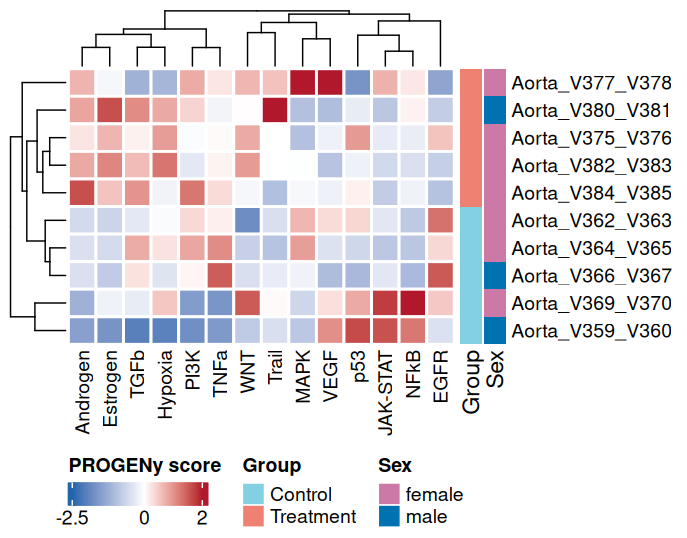 Aorta_V377_V378
Aorta_V380_V381
Aorta_V375_V376
Aorta_V382_V383
Aorta_V384_V385
Aorta_V362_V363
Aorta_V364_V365
Aorta_V366_V367
Aorta_V369_V370
Aorta_V359_V360
Androgen
Estrogen
TGFb
Hypoxia
PI3K
TNFa
WNT
Trail
MAPK
VEGF
p53
JAK-STAT
NFkB
EGFR
Group
Sex
PROGENy score
-2.5 0 2
Group
Control
Treatment
Sex
female
male